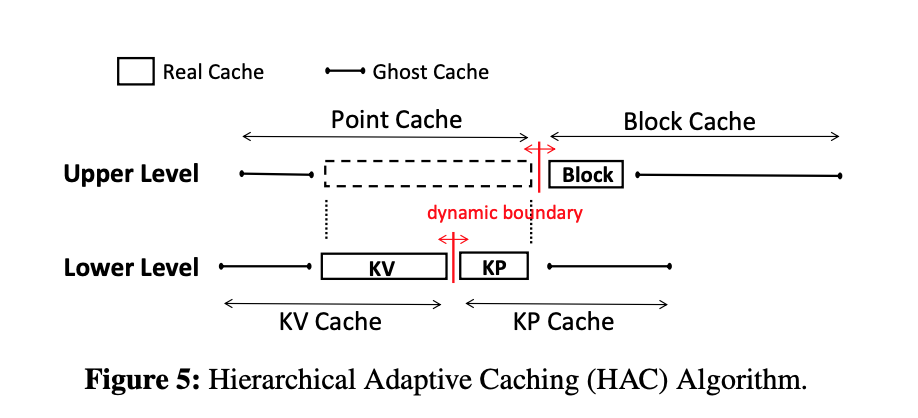 Real Cache
Ghost Cache
Point Cache
Block Cache
Upper Level
Block
dynamic boundary
Lower Level
KV
KP
KV Cache
KP Cache
Figure 5: Hierarchical Adaptive Caching (HAC) Algorithm.